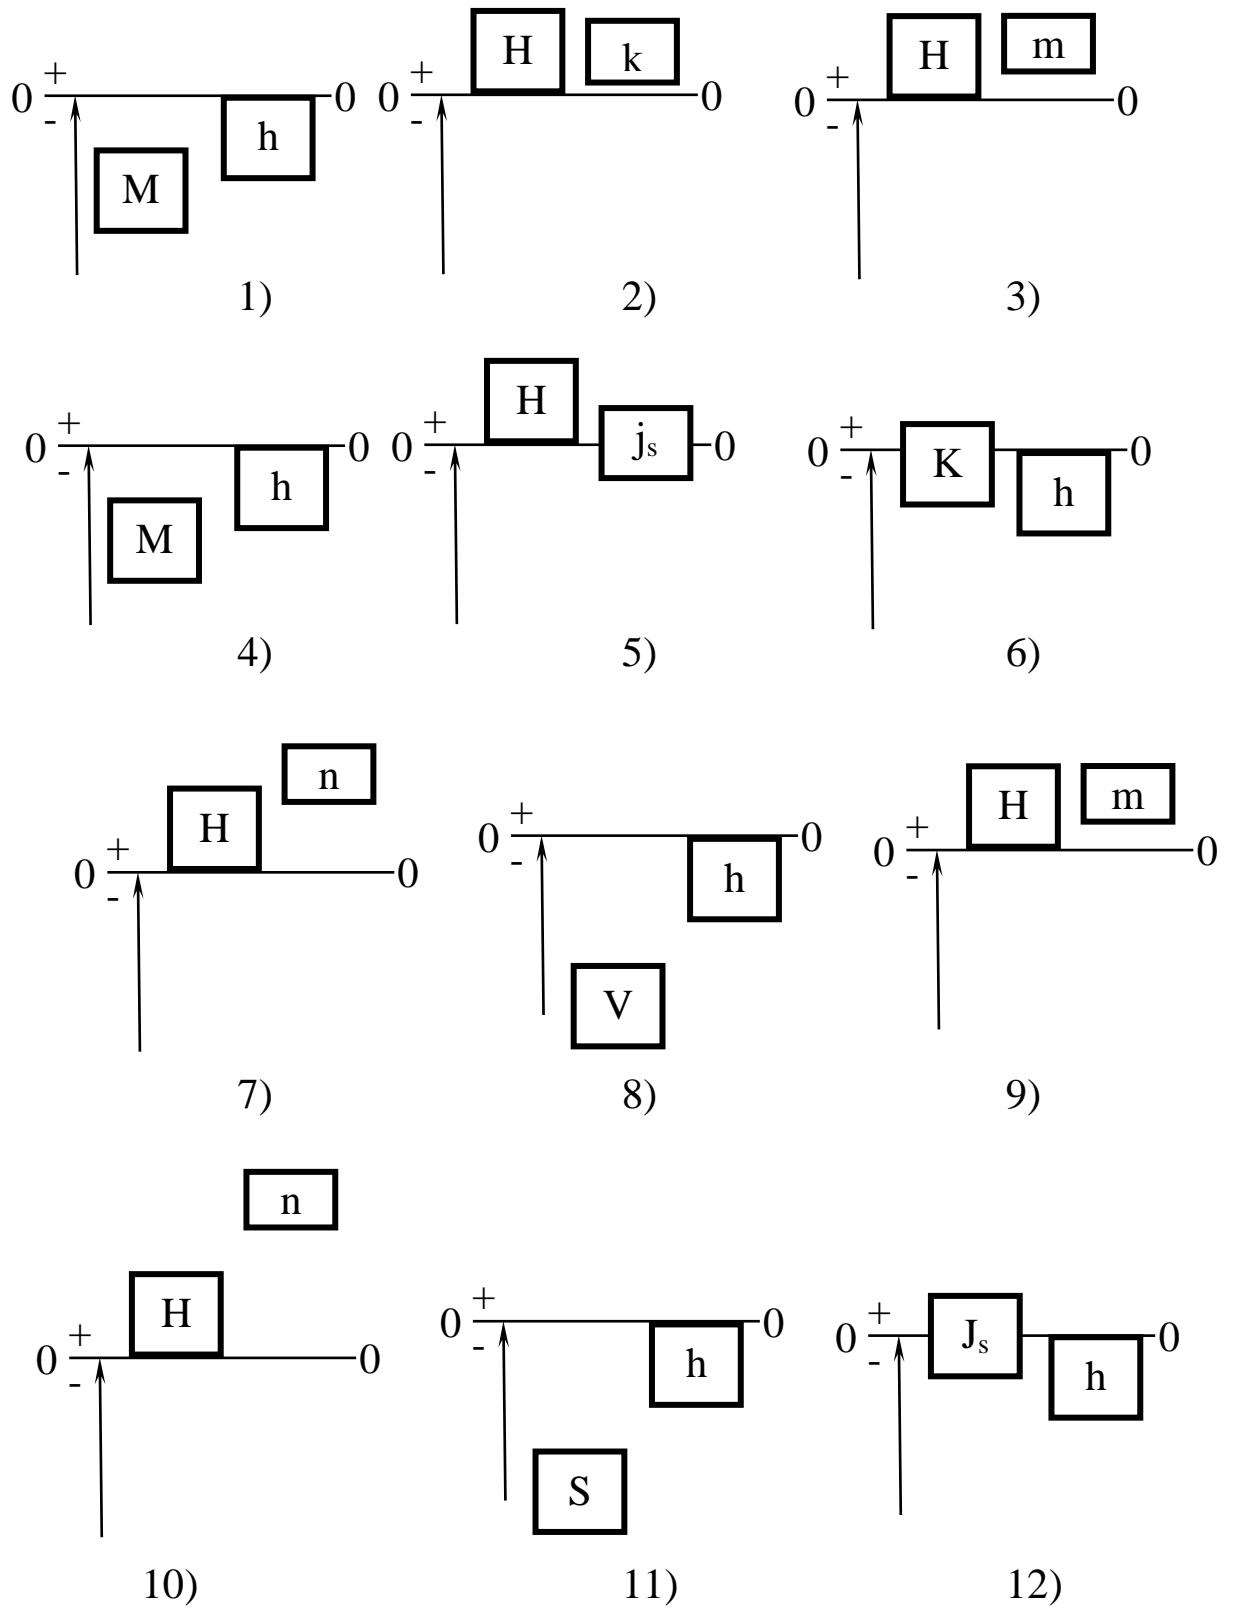 H k H m
+ + +
0 0 0 0 0 0
- - -
M h
1) 2) 3)
H
+ + +
0 0 0 js 0 0 K 0
- - -
M h h
4) 5) 6)
n
H H m
+ + +
0 0 0 0 0 0
- - -
h
V
7) 8) 9)
n
H
+ + +
0 0 0 0 0 Js 0
- - -
h h
S
10) 11) 12)